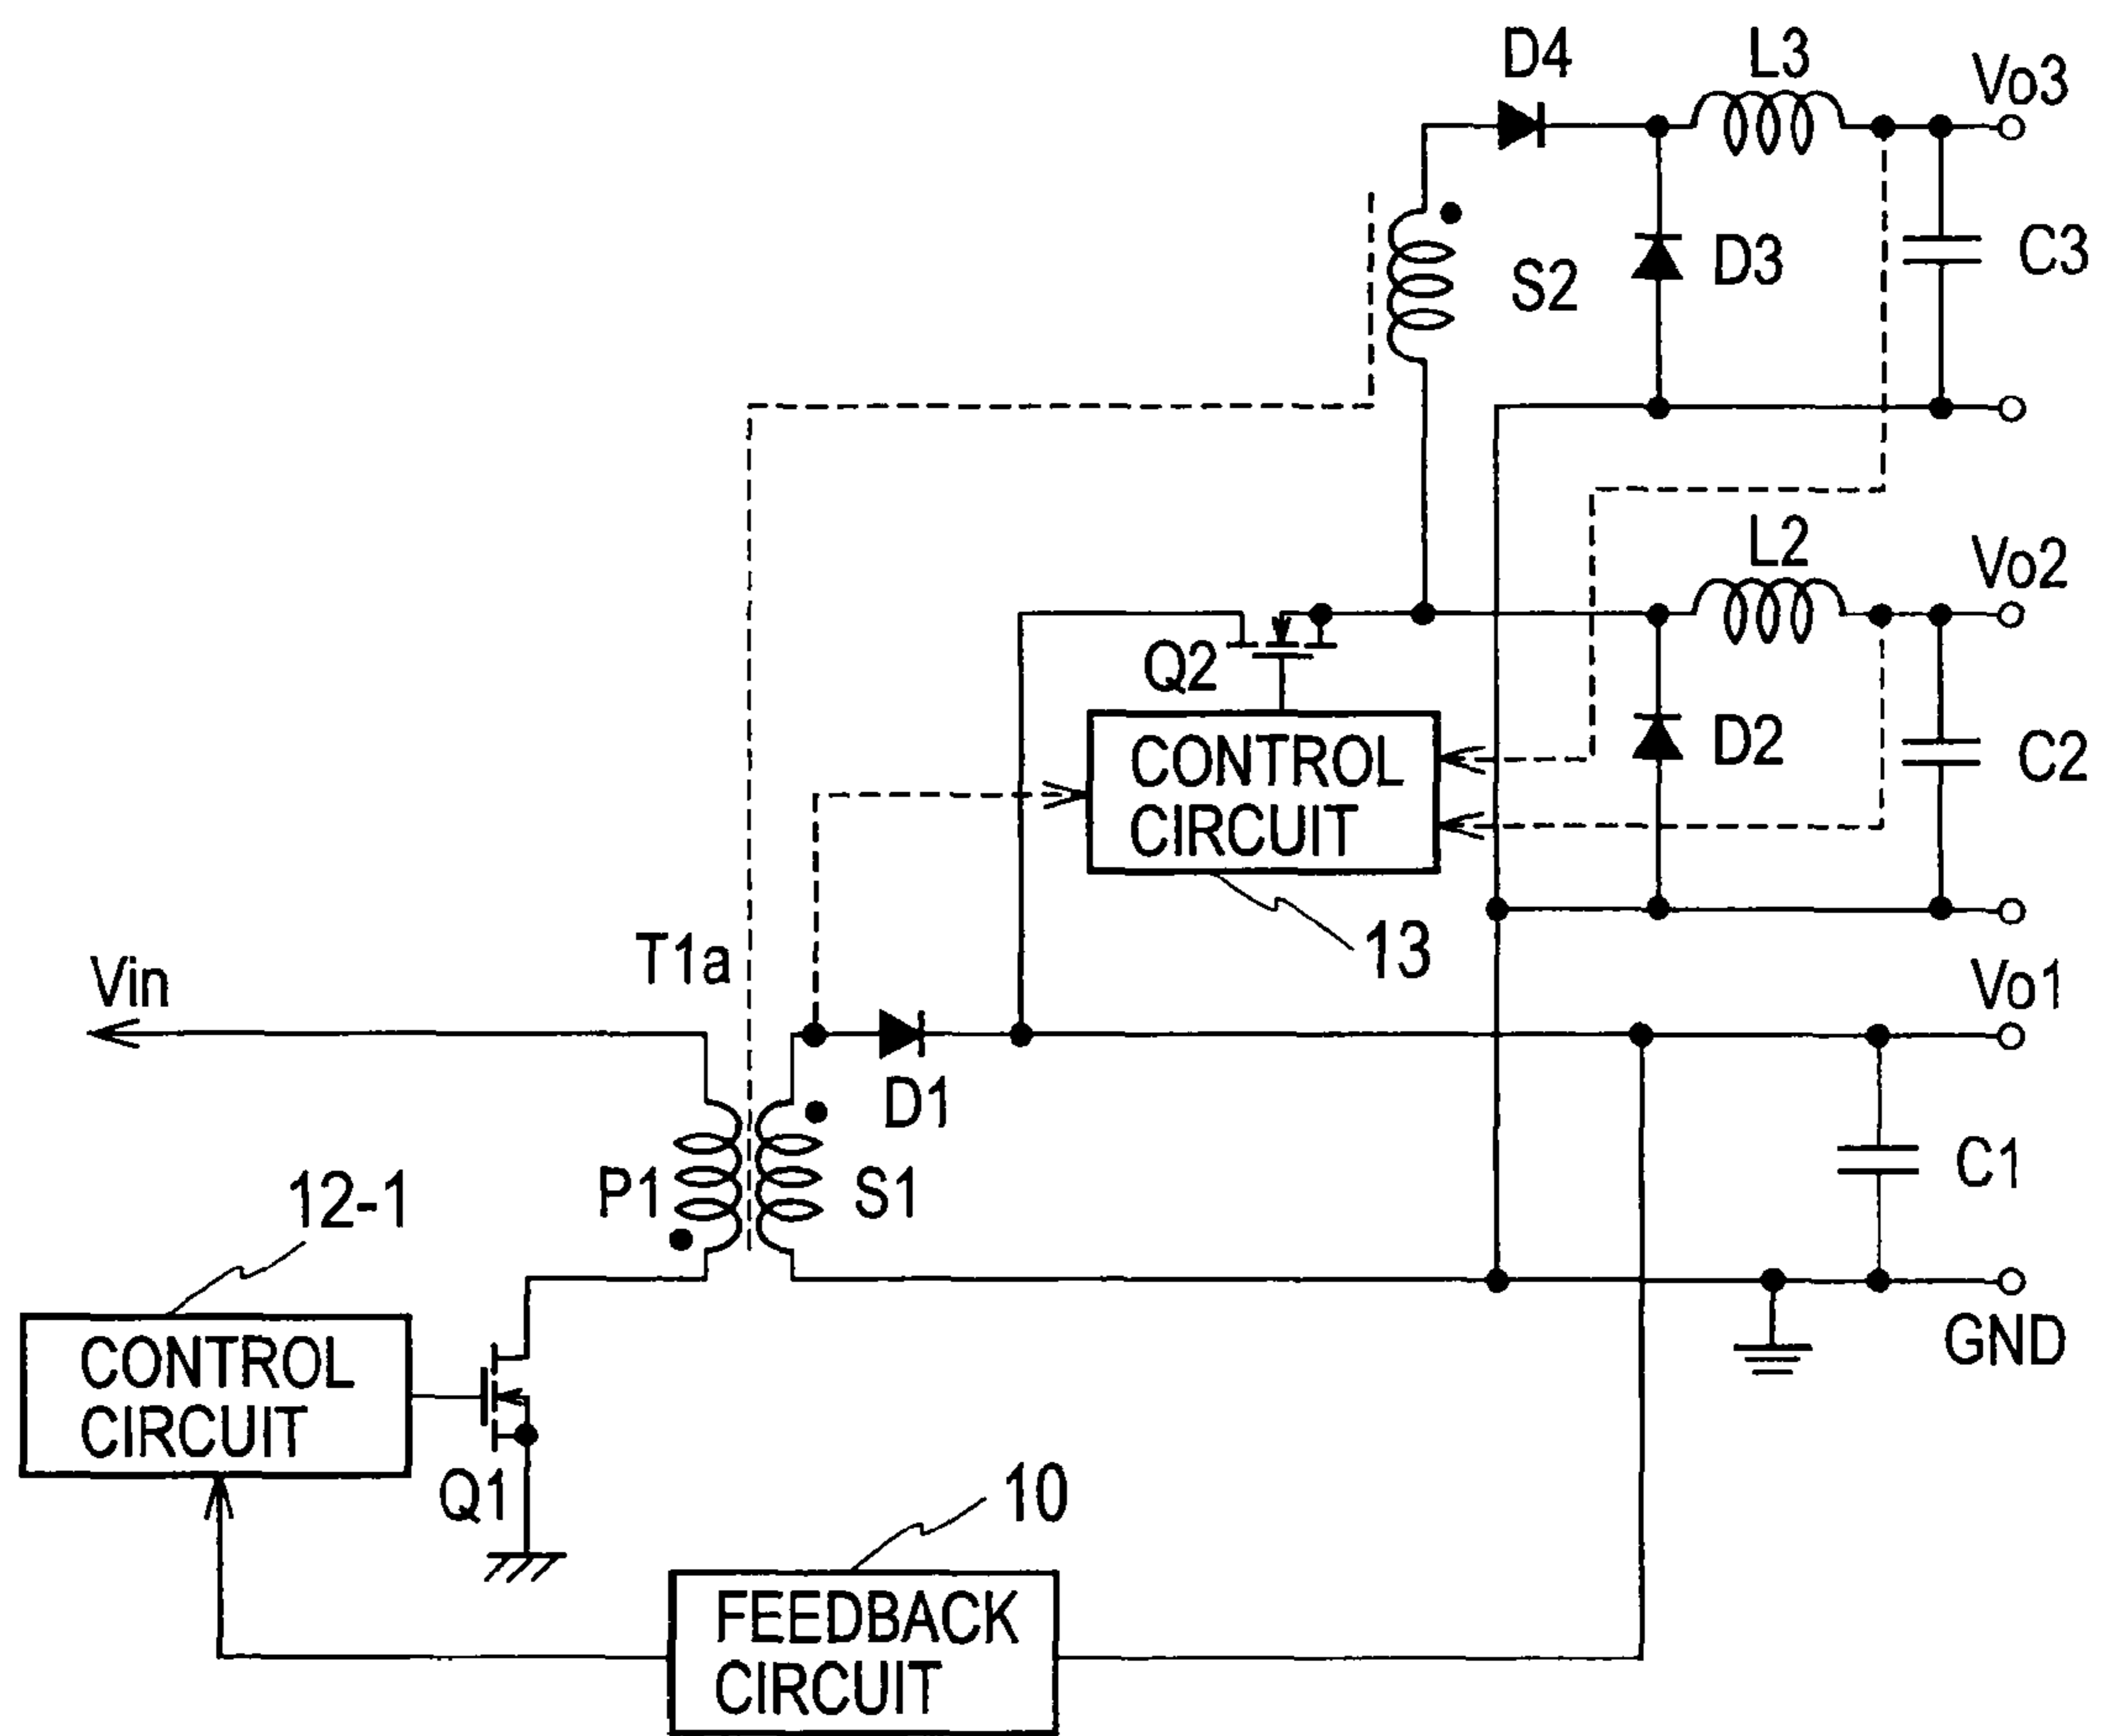 D4
L3
Vo3
S2
D3
C3
L2
Vo2
Q2
CONTROL
CIRCUIT
D2
C2
13
T1a
Vin
Vo1
D1
P1
S1
C1
12-1
GND
CONTROL
CIRCUIT
Q1
10
FEEDBACK
CIRCUIT